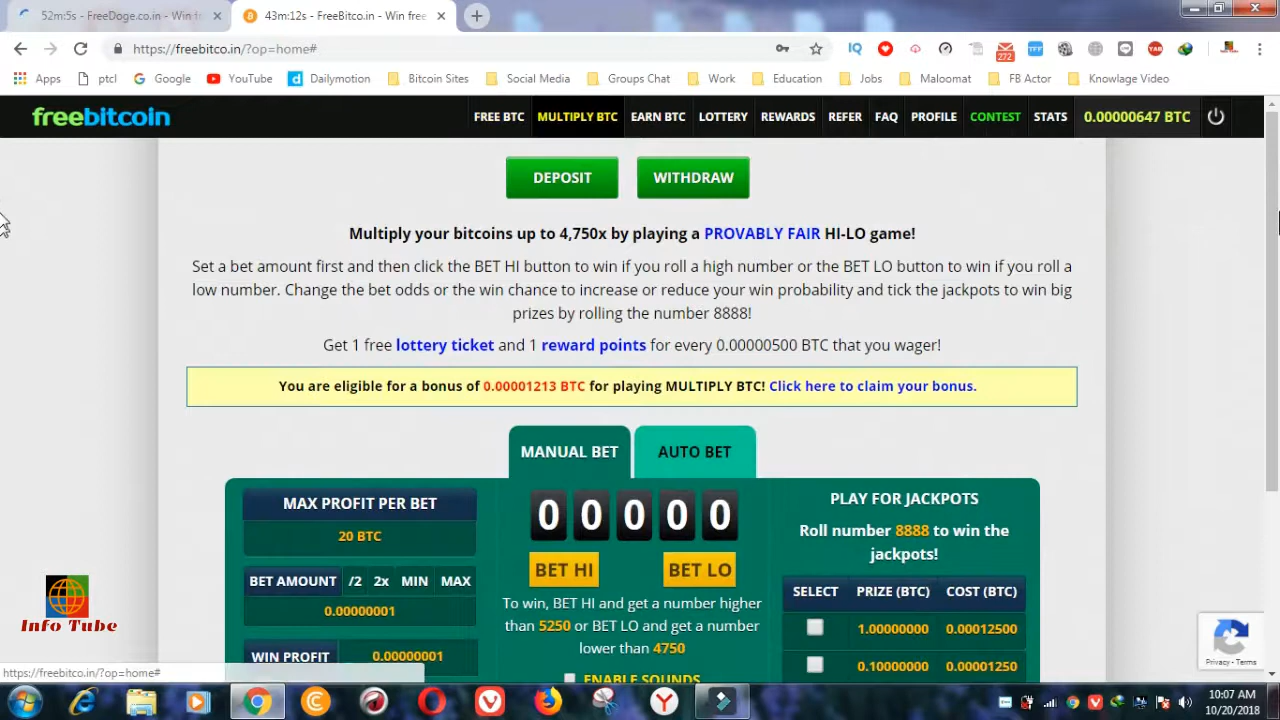 52m:5s - FreeDoge.co.in - Win f
43m:12s - FreeBitco.in - Win free
https://freebitco.in/?op=home#
272
TFF
YAB
Apps
ptcl
Google
YouTube
Dailymotion
Bitcoin Sites
Social Media
Groups Chat
Work
Education
Jobs
Maloomat
FB Actor
Knowlage Video
freebitcoin
FREE BTC
MULTIPLY BTC
EARN BTC
LOTTERY
REWARDS
REFER
FAQ
PROFILE
CONTEST
STATS
0.00000647 BTC
DEPOSIT
WITHDRAW
Multiply your bitcoins up to 4,750x by playing a PROVABLY FAIR HI-LO game!
Set a bet amount first and then click the BET HI button to win if you roll a high number or the BET LO button to win if you roll a
low number. Change the bet odds or the win chance to increase or reduce your win probability and tick the jackpots to win big
prizes by rolling the number 8888!
Get 1 free lottery ticket and 1 reward points for every 0.00000500 BTC that you wager!
You are eligible for a bonus of 0.00001213 BTC for playing MULTIPLY BTC! Click here to claim your bonus.
MANUAL BET
AUTO BET
MAX PROFIT PER BET
20 BTC
BET AMOUNT /2 2x MIN MAX
0.00000001
WIN PROFIT 0.00000001
0 0 0 0 0
BET HI
BET LO
To win, BET HI and get a number higher
than 5250 or BET LO and get a number
lower than 4750
ENABLE SOUNDS
PLAY FOR JACKPOTS
Roll number 8888 to win the
jackpots!
SELECT PRIZE (BTC) COST (BTC)
1.00000000 0.00012500
0.10000000 0.00001250
Info Tube
Privacy - Terms
https://freebitco.in/?op=home#
10:07 AM
10/20/2018